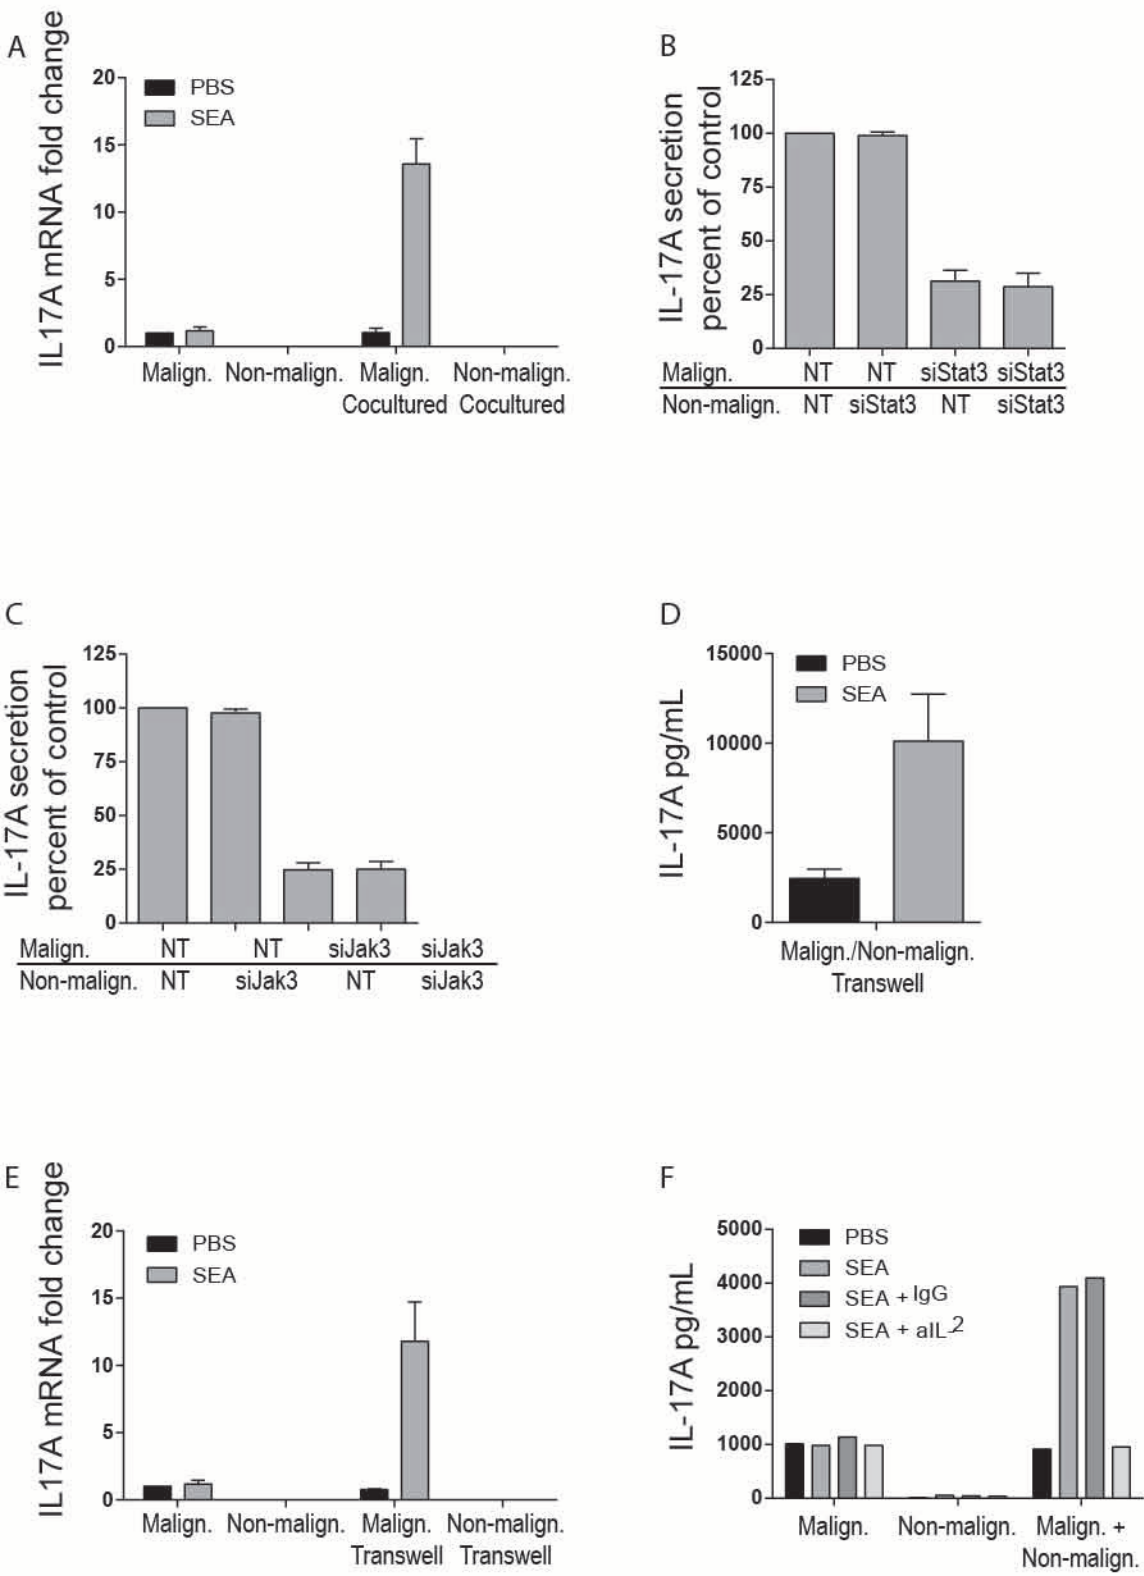 A
IL17A mRNA fold change
20
15
10
5
0
PBS
SEA
Malign. Non-malign. Malign. Non-malign.
Cocultured Cocultured
B
IL-17A secretion
percent of control
125
100
75
50
25
0
Malign. NT NT siStat3 siStat3
Non-malign. NT siStat3 NT siStat3
C
IL-17A secretion
percent of control
125
100
75
50
25
0
Malign. NT NT siJak3 siJak3
Non-malign. NT siJak3 NT siJak3
D
IL-17A pg/mL
15000
10000
5000
0
PBS
SEA
Malign./Non-malign.
Transwell
E
IL17A mRNA fold change
20
15
10
5
0
PBS
SEA
Malign. Non-malign. Malign. Non-malign.
Transwell Transwell
F
IL-17A pg/mL
5000
4000
3000
2000
1000
0
PBS
SEA
SEA + IgG
SEA + aIL-2
Malign. Non-malign. Malign. +
Non-malign.